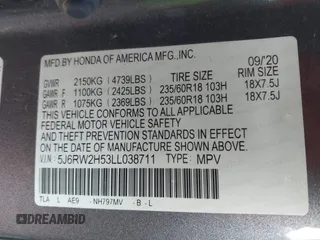 MFD.BY HONDA OF AMERICA MFG.,INC. 09/20
GVWR 2150KG (4739LBS) TIRE SIZE RIM SIZE
GAWR F 1100KG (2425LBS) 235/60R18 103H 18X7.5J
GAWR R 1075KG (2369LBS) 235/60R18 103H 18X7.5J
THIS VEHICLE CONFORMS TO ALL APPLICABLE
FEDERAL MOTOR VEHICLE SAFETY, BUMPER,
AND THEFT PREVENTION STANDARDS IN EFFECT
ON THE DATE OF MANUFACTURE SHOWN ABOVE.
VIN: 5J6RW2H53LL038711 TYPE: MPV
TLA L AE9 - NH797MV - B - L
DREAMBID